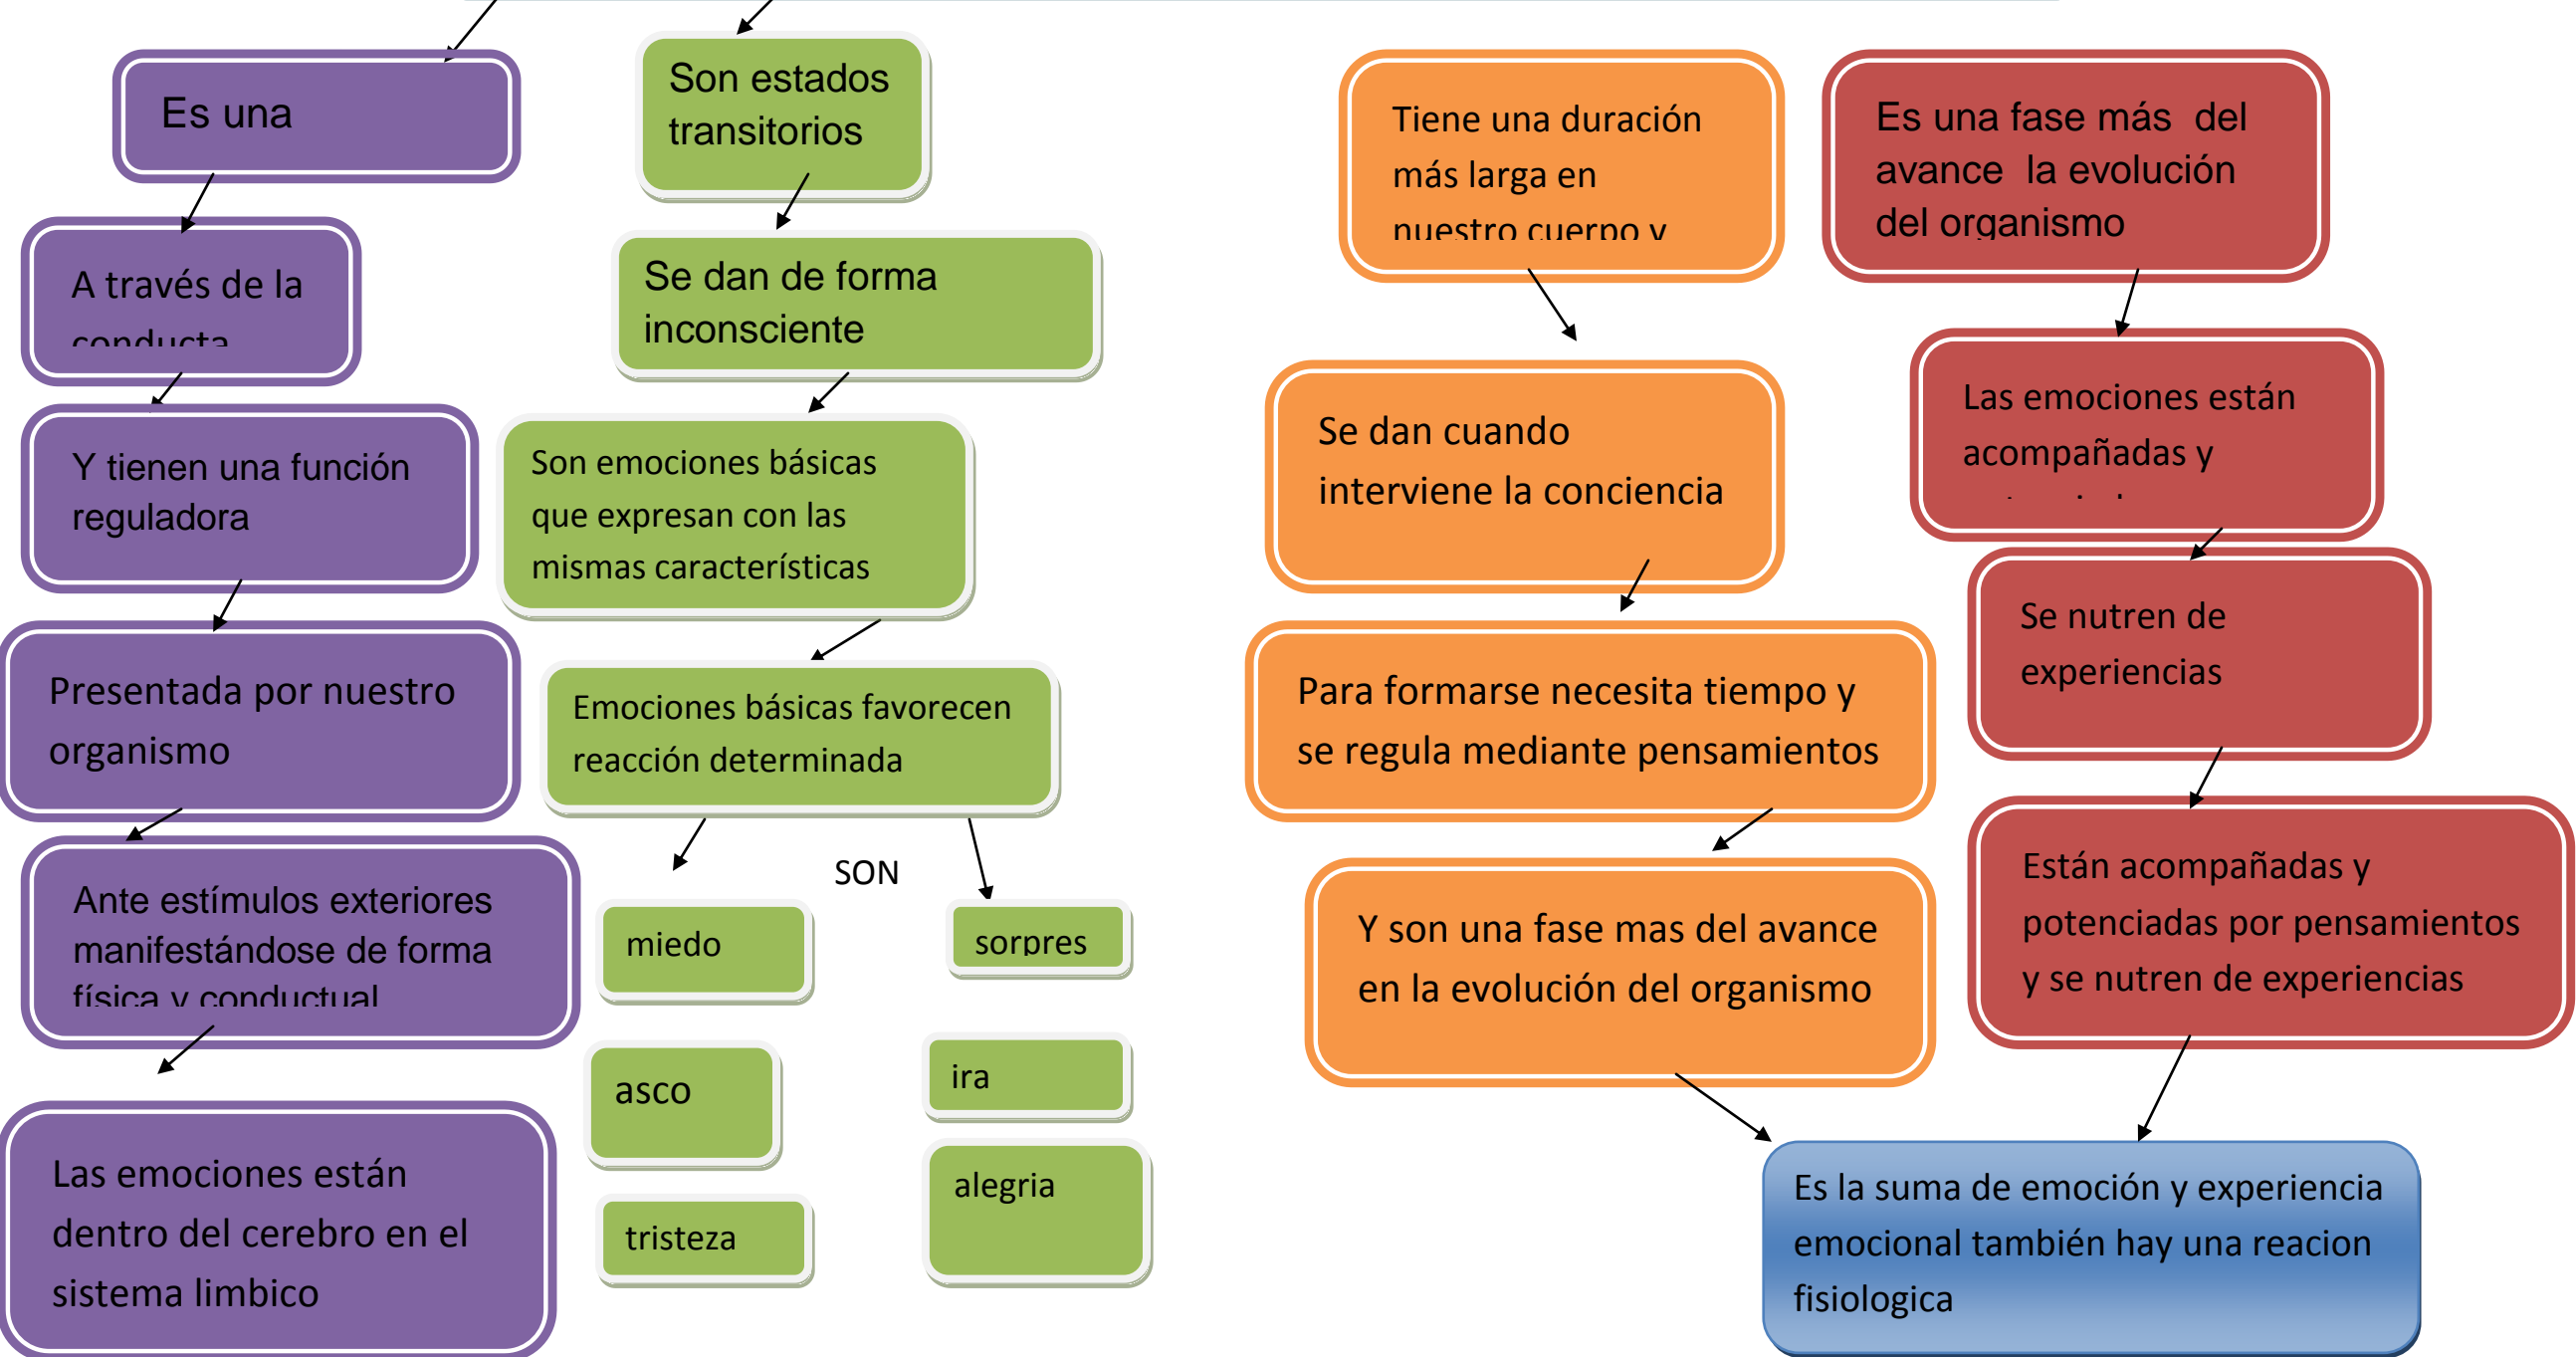 Es una
A través de la
conducta
Y tienen una función
reguladora
Presentada por nuestro
organismo
Ante estímulos exteriores
manifestándose de forma
física y conductual
Las emociones están
dentro del cerebro en el
sistema limbico
Son estados
transitorios
Se dan de forma
inconsciente
Son emociones básicas
que expresan con las
mismas características
Emociones básicas favorecen
reacción determinada
SON
miedo
sorpres
asco
ira
tristeza
alegria
Tiene una duración
más larga en
nuestro cuerpo y
Se dan cuando
interviene la conciencia
Para formarse necesita tiempo y
se regula mediante pensamientos
Y son una fase mas del avance
en la evolución del organismo
Es una fase más del
avance la evolución
del organismo
Las emociones están
acompañadas y
Se nutren de
experiencias
Están acompañadas y
potenciadas por pensamientos
y se nutren de experiencias
Es la suma de emoción y experiencia
emocional también hay una reacion
fisiologica